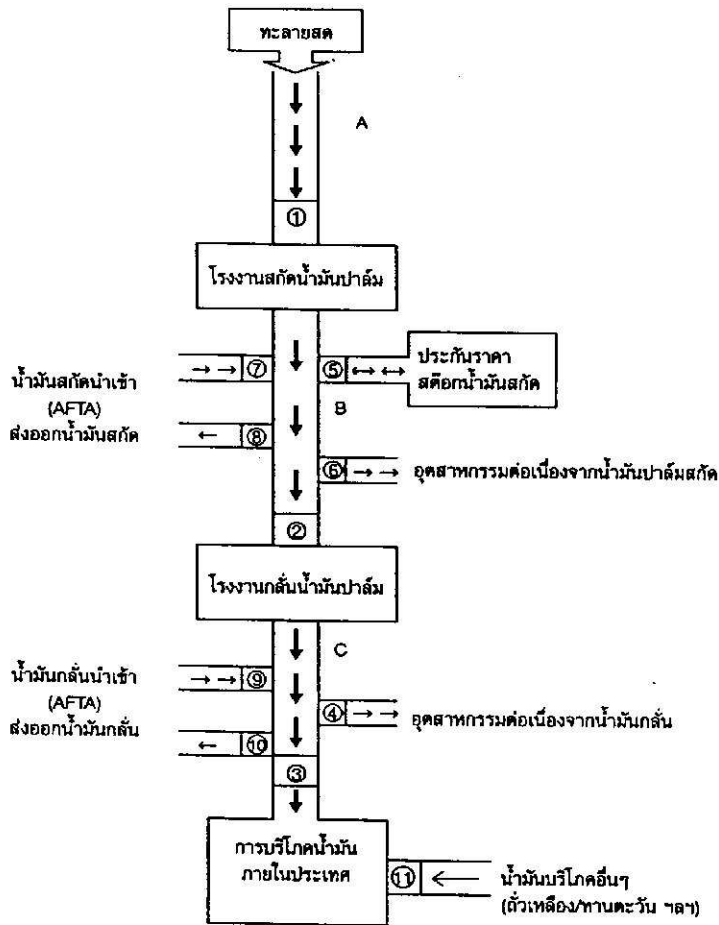 ทะลายสด
A
①
โรงงานสกัดน้ำมันปาล์ม
น้ำมันสกัดนำเข้า
(AFTA)
ส่งออกน้ำมันสกัด
⑦
⑧
⑤
ประกันราคา
สต๊อกน้ำมันสกัด
B
⑥
อุตสาหกรรมต่อเนื่องจากน้ำมันปาล์มสกัด
②
โรงงานกลั่นน้ำมันปาล์ม
C
น้ำมันกลั่นนำเข้า
(AFTA)
ส่งออกน้ำมันกลั่น
⑨
⑩
④
อุตสาหกรรมต่อเนื่องจากน้ำมันกลั่น
③
การบริโภคน้ำมัน
ภายในประเทศ
⑪
น้ำมันบริโภคอื่นๆ
(ถั่วเหลือง/ทานตะวัน ฯลฯ)